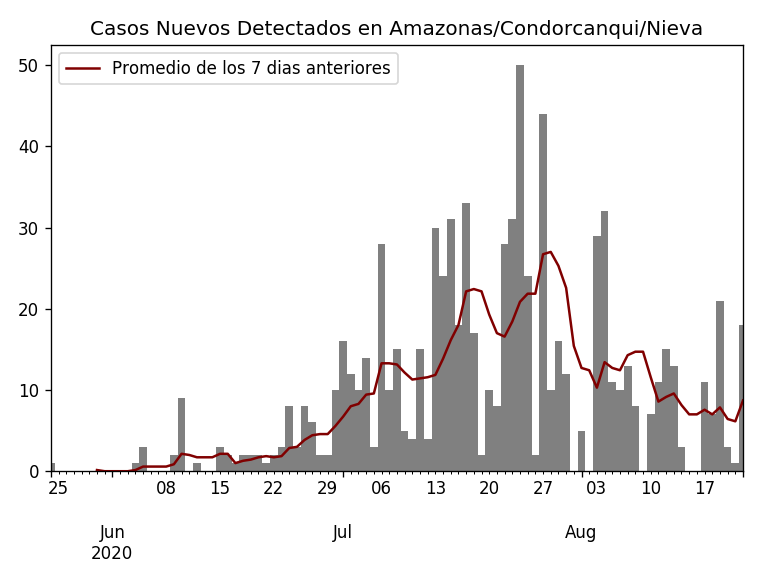 Casos Nuevos Detectados en Amazonas/Condorcanqui/Nieva
Promedio de los 7 dias anteriores
50
40
30
20
10
0
25 08 15 22 29 06 13 20 27 03 10 17
Jun Jul Aug
2020